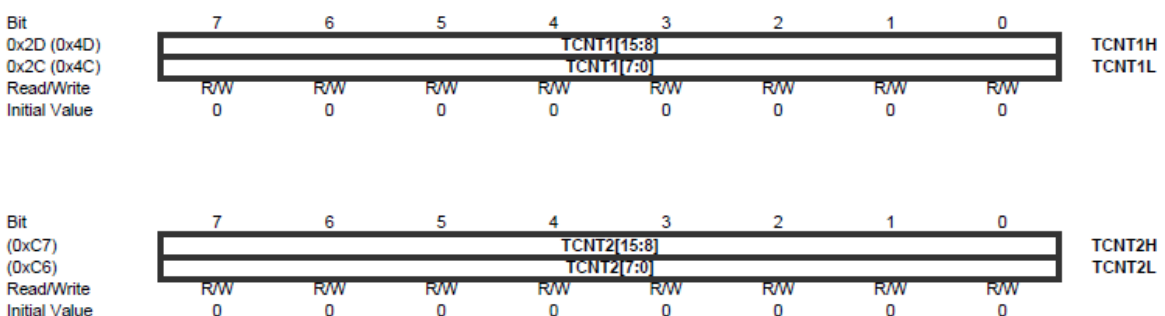 Bit 7 6 5 4 3 2 1 0
0x2D (0x4D) TCNT1[15:8] TCNT1H
0x2C (0x4C) TCNT1[7:0] TCNT1L
Read/Write R/W R/W R/W R/W R/W R/W R/W R/W
Initial Value 0 0 0 0 0 0 0 0
Bit 7 6 5 4 3 2 1 0
(0xC7) TCNT2[15:8] TCNT2H
(0xC6) TCNT2[7:0] TCNT2L
Read/Write R/W R/W R/W R/W R/W R/W R/W R/W
Initial Value 0 0 0 0 0 0 0 0